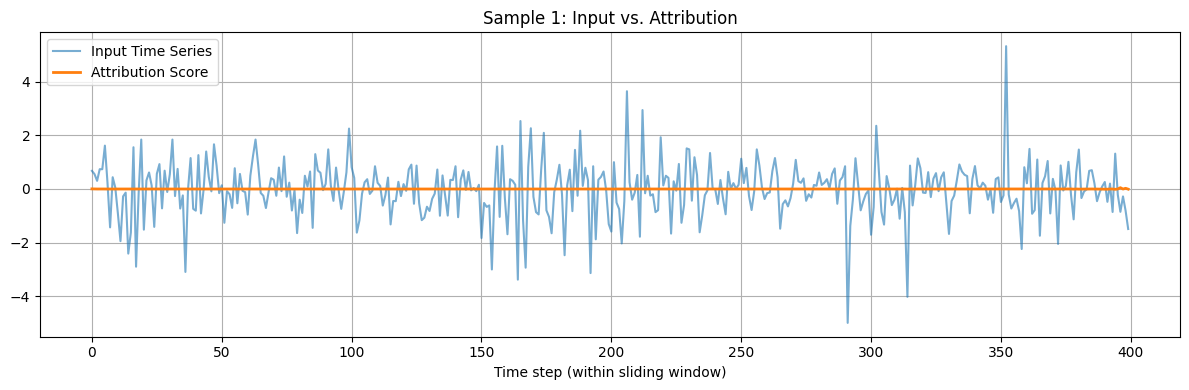 Sample 1: Input vs. Attribution
Input Time Series
Attribution Score
4
2
0
−2
−4
0 50 100 150 200 250 300 350 400
Time step (within sliding window)